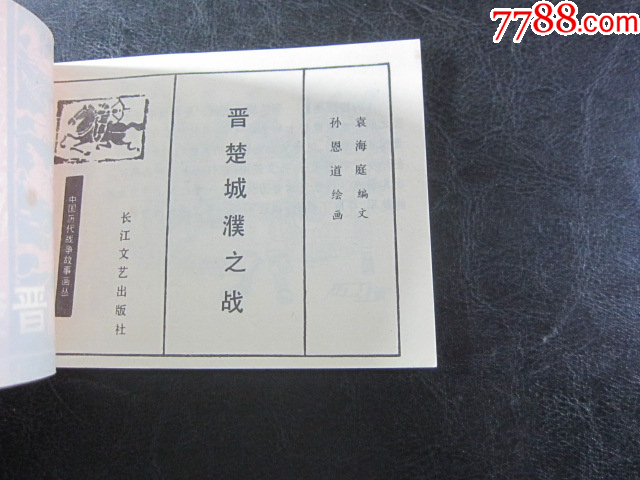 7788.com
袁海庭编文
孙恩道绘画
晋楚城濮之战
长江文艺出版社
中国历代战争故事画丛
晋